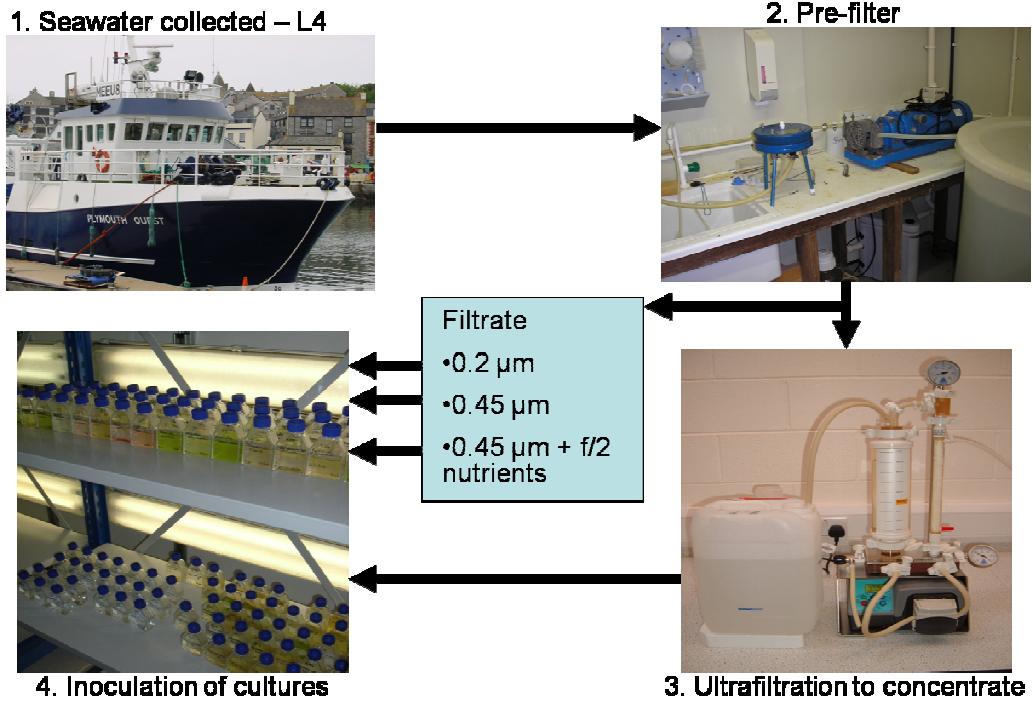 1. Seawater collected – L4
2. Pre-filter
PLYMOUTH QUEST
Filtrate
•0.2 µm
•0.45 µm
•0.45 µm + f/2
nutrients
4. Inoculation of cultures
3. Ultrafiltration to concentrate